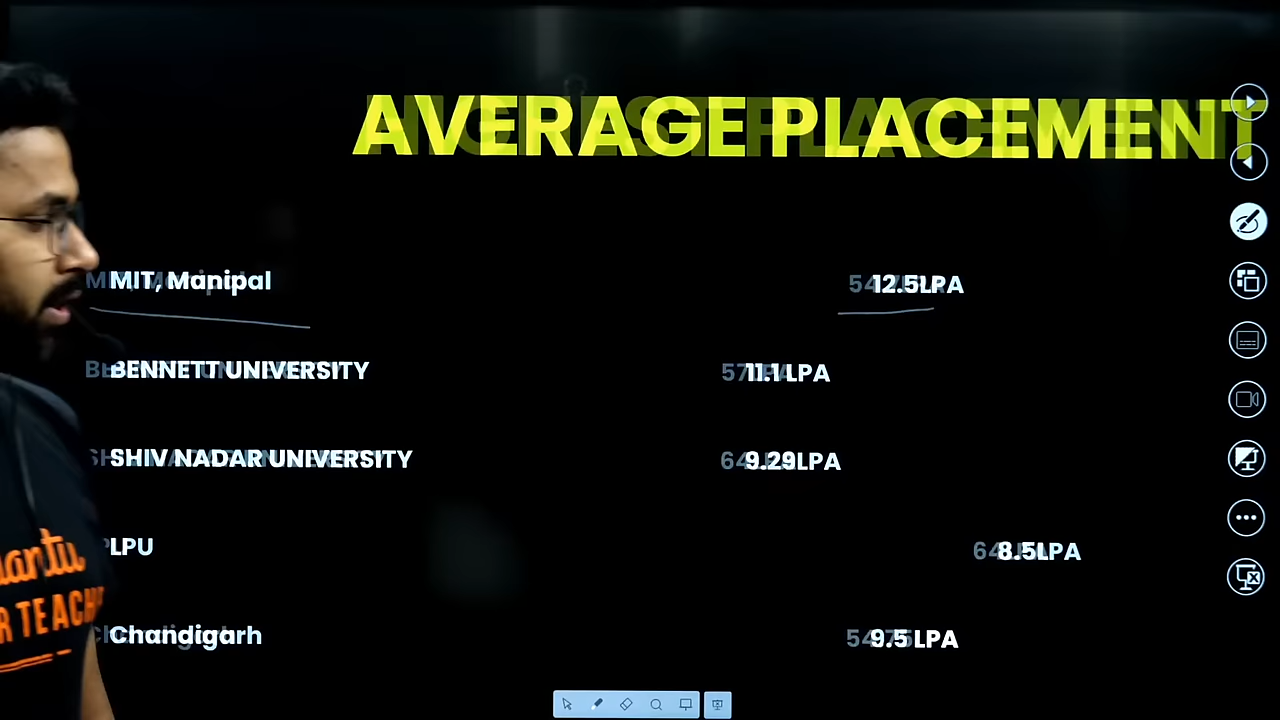 AVERAGE PLACEMENT
MIT, Manipal 12.5LPA
BENNETT UNIVERSITY 11.1 LPA
SHIV NADAR UNIVERSITY 9.29LPA
LPU 8.5LPA
Chandigarh 9.5 LPA
R TEACH